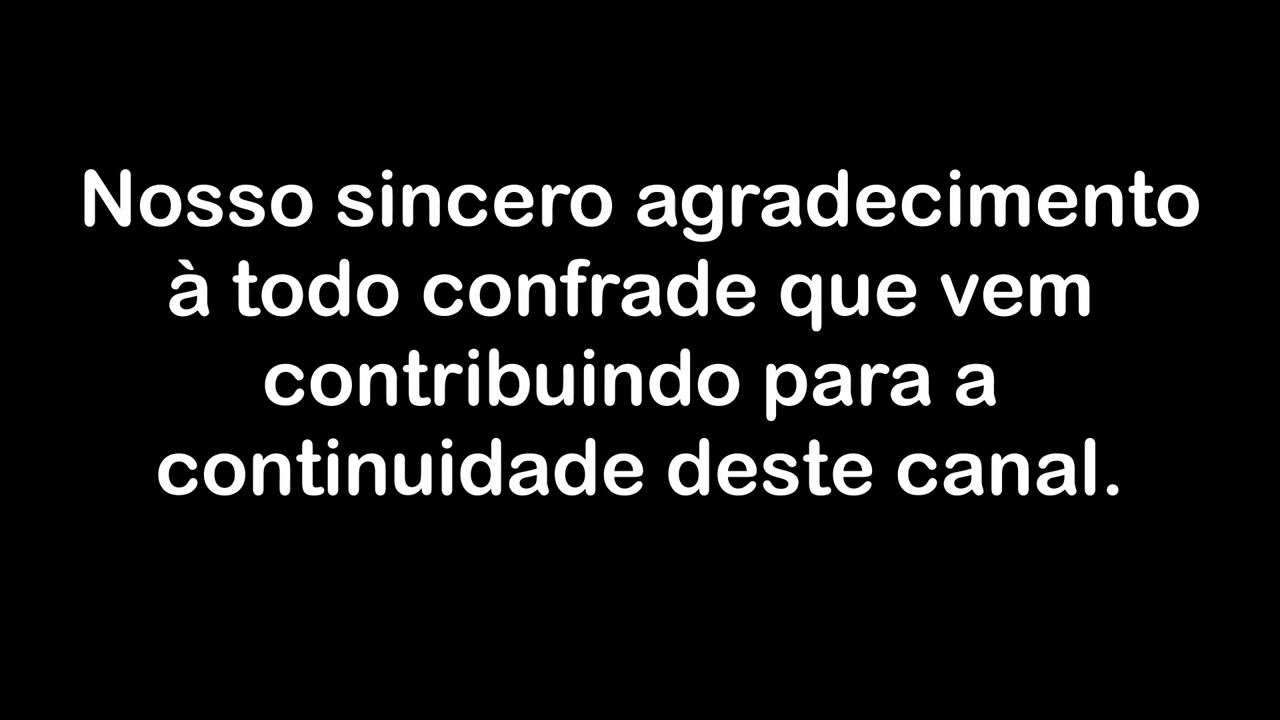 Nosso sincero agradecimento
à todo confrade que vem
contribuindo para a
continuidade deste canal.